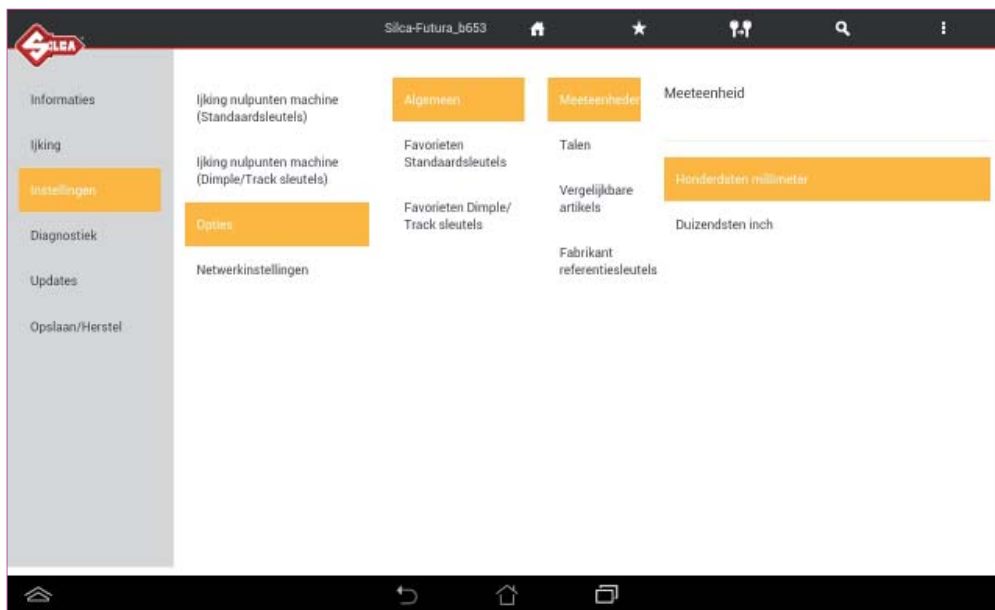 SILCA
Silca-Futura_b653
Informaties
Ijking
Instellingen
Diagnostiek
Updates
Opslaan/Herstel
Ijking nulpunten machine
(Standaardsleutels)
Ijking nulpunten machine
(Dimple/Track sleutels)
Opties
Netwerkinstellingen
Algemeen
Favorieten
Standaardsleutels
Favorieten Dimple/
Track sleutels
Meeteenheden
Talen
Vergelijkbare
artikels
Fabrikant
referentiesleutels
Meeteenheid
Honderdsten millimeter
Duizendsten inch